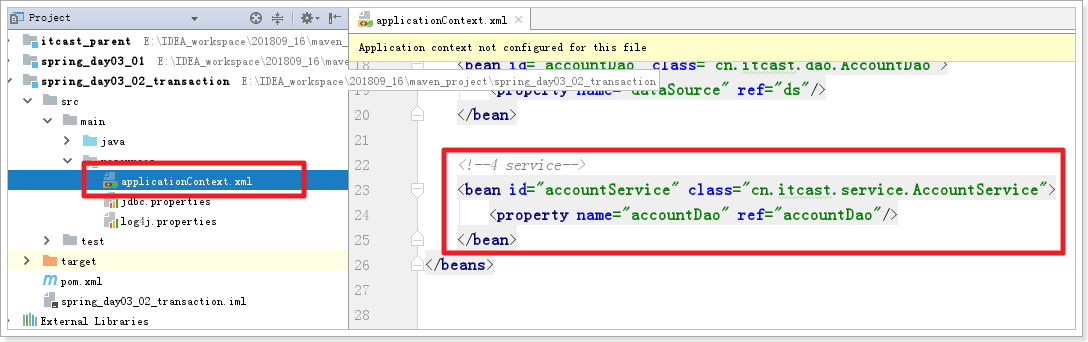 Project
itcast_parent E:\IDEA_workspace\201809_16\maven_
spring_day03_01 E:\IDEA_workspace\201809_16\maven_
spring_day03_02_transaction E:\IDEA_workspace\201809_16\maven_project\spring_day03_02_transaction
src
main
java
applicationContext.xml
jdbc.properties
log4j.properties
test
target
pom.xml
spring_day03_02_transaction.iml
External Libraries
applicationContext.xml
Application context not configured for this file
18 <bean id="accountDao" class="cn.itcast.dao.AccountDao">
19 <property name="dataSource" ref="ds"/>
20 </bean>
21
22 <!--4 service-->
23 <bean id="accountService" class="cn.itcast.service.AccountService">
24 <property name="accountDao" ref="accountDao"/>
25 </bean>
26 </beans>
27
28